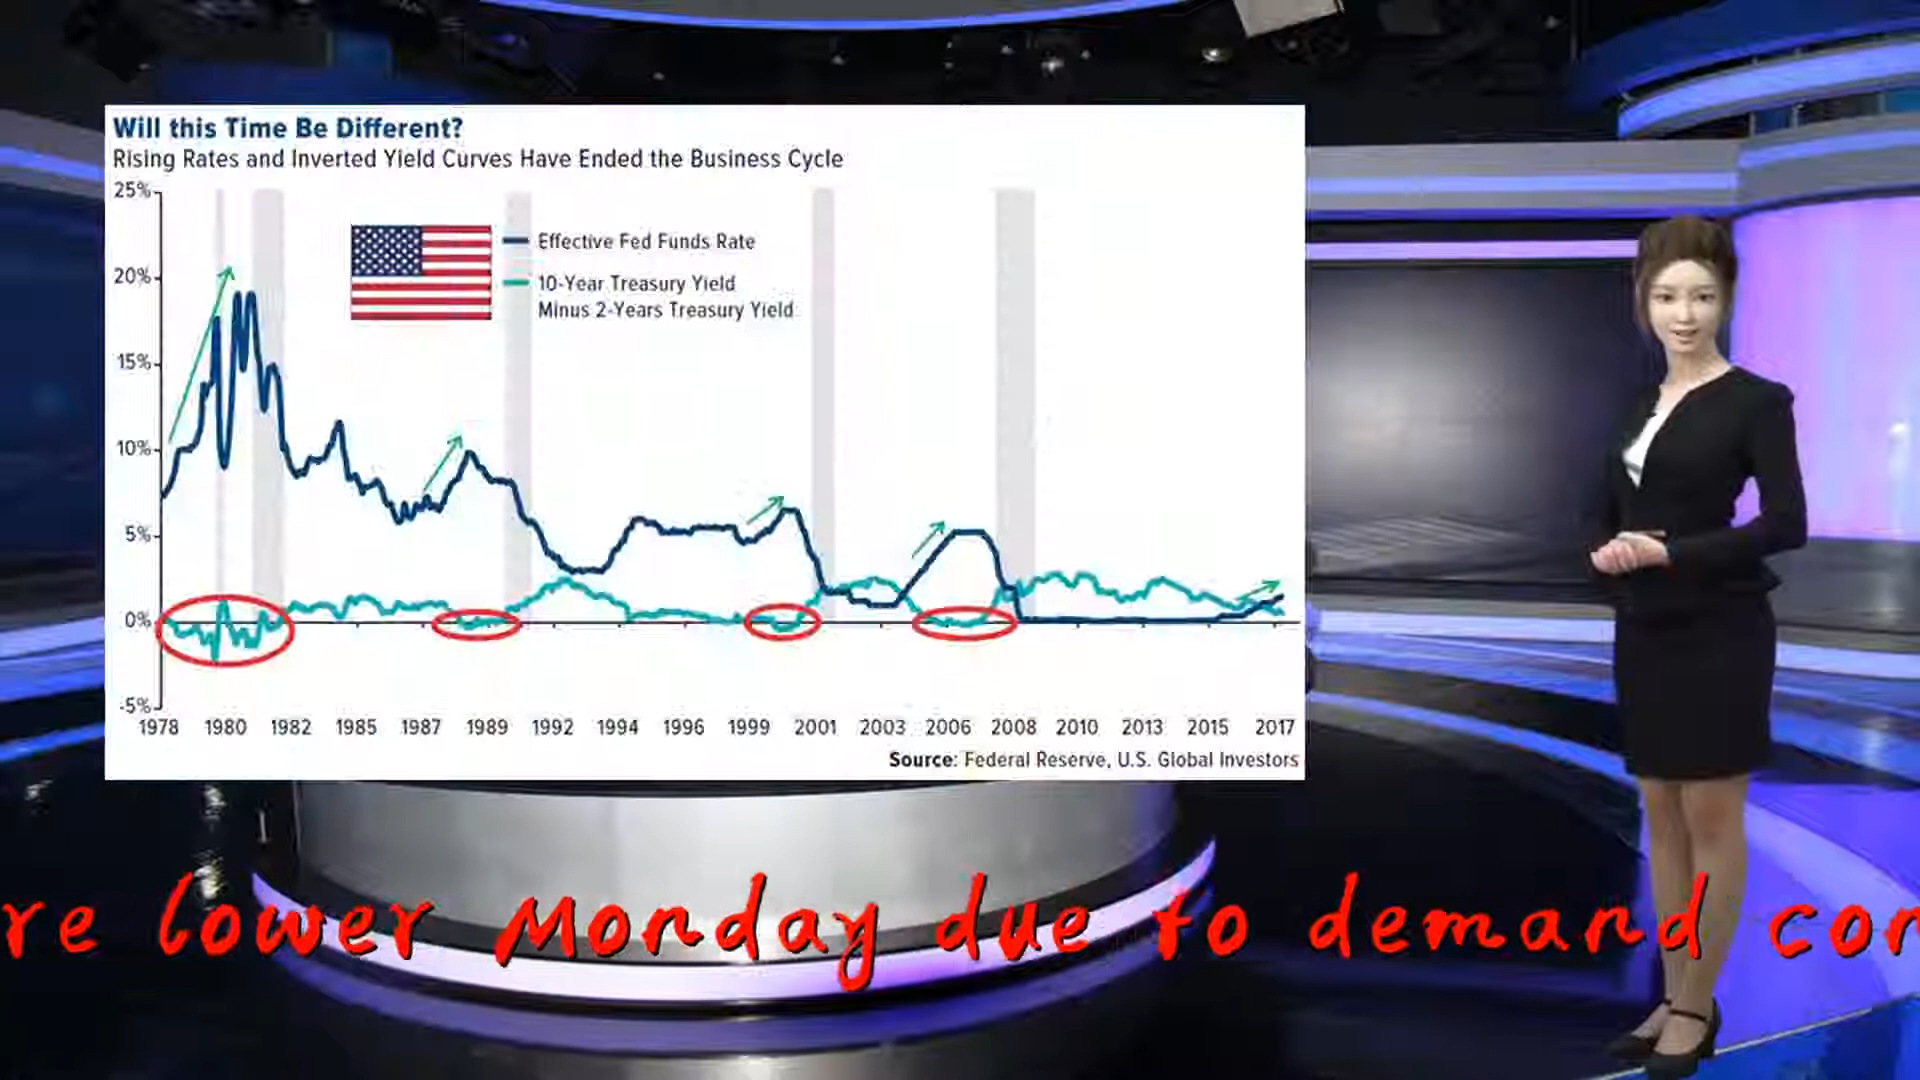 Will this Time Be Different?
Rising Rates and Inverted Yield Curves Have Ended the Business Cycle
25%
20%
15%
10%
5%
0%
-5%
Effective Fed Funds Rate
10-Year Treasury Yield
Minus 2-Years Treasury Yield
1978 1980 1982 1985 1987 1989 1992 1994 1996 1999 2001 2003 2006 2008 2010 2013 2015 2017
Source: Federal Reserve, U.S. Global Investors
re lower Monday due to demand con